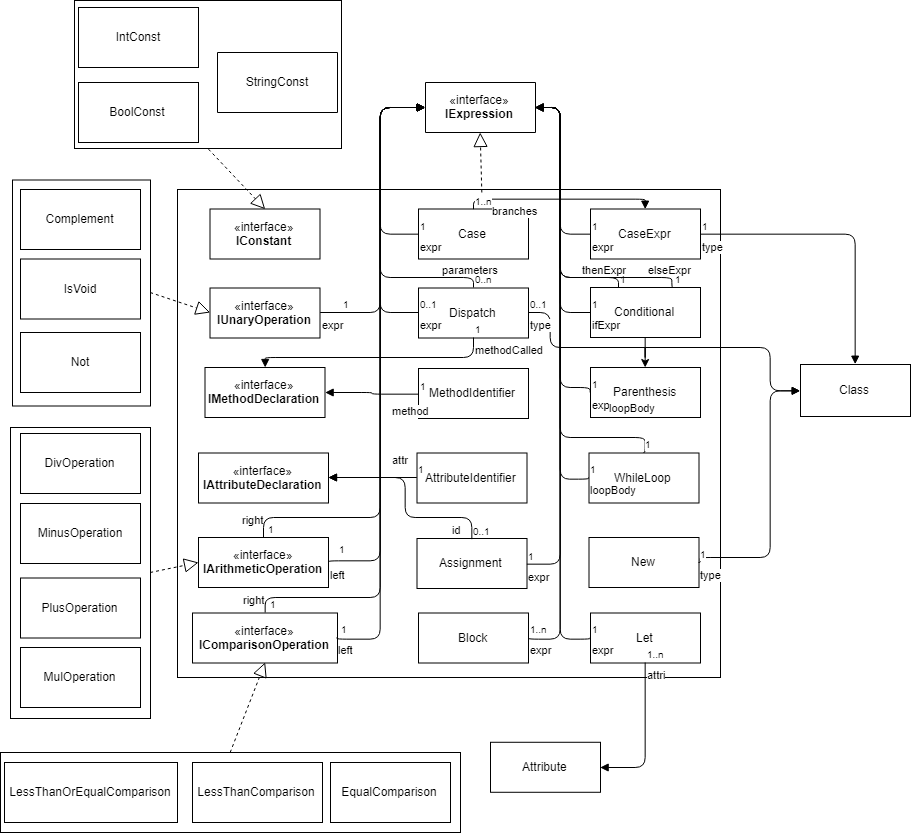 IntConst
StringConst
BoolConst
«interface»
IExpression
Complement
IsVoid
Not
«interface»
IConstant
1..n
branches
Case
1
expr
CaseExpr
1
expr
1
type
parameters
0..n
thenExpr
1
elseExpr
1
«interface»
IUnaryOperation
1
expr
Dispatch
0..1
expr
0..1
type
1
methodCalled
Conditional
1
ifExpr
«interface»
IMethodDeclaration
MethodIdentifier
1
method
Parenthesis
1
exp
loopBody
Class
DivOperation
MinusOperation
PlusOperation
MulOperation
«interface»
IAttributeDeclaration
attr
1
AttributeIdentifier
1
WhileLoop
1
loopBody
right
1
id
0..1
«interface»
IArithmeticOperation
1
left
Assignment
1
expr
New
1
type
right
1
«interface»
IComparisonOperation
1
left
Block
1..n
expr
Let
1
expr
1..n
attri
Attribute
LessThanOrEqualComparison
LessThanComparison
EqualComparison